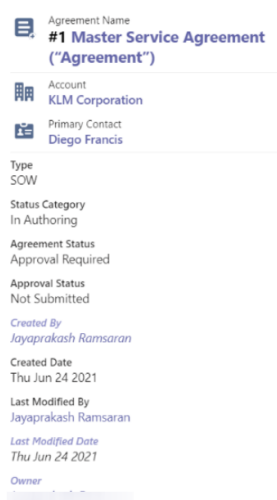 Agreement Name
#1 Master Service Agreement
(“Agreement”)
Account
KLM Corporation
Primary Contact
Diego Francis
Type
SOW
Status Category
In Authoring
Agreement Status
Approval Required
Approval Status
Not Submitted
Created By
Jayaprakash Ramsaran
Created Date
Thu Jun 24 2021
Last Modified By
Jayaprakash Ramsaran
Last Modified Date
Thu Jun 24 2021
Owner